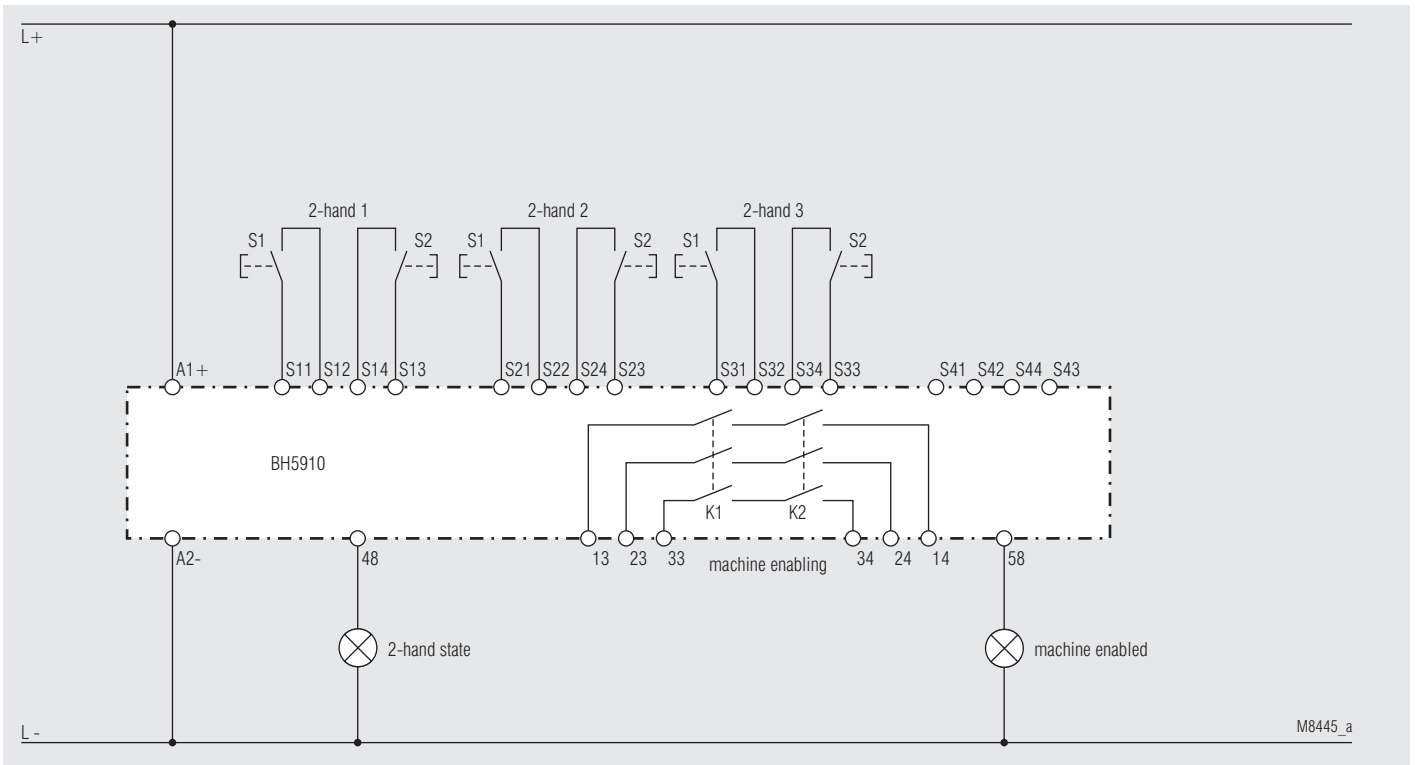 L+
2-hand 1 2-hand 2 2-hand 3
S1 S2 S1 S2 S1 S2
A1+ S11 S12 S14 S13 S21 S22 S24 S23 S31 S32 S34 S33 S41 S42 S44 S43
BH5910
K1 K2
A2- 48 13 23 33 machine enabling 34 24 14 58
2-hand state machine enabled
L -
M8445_a